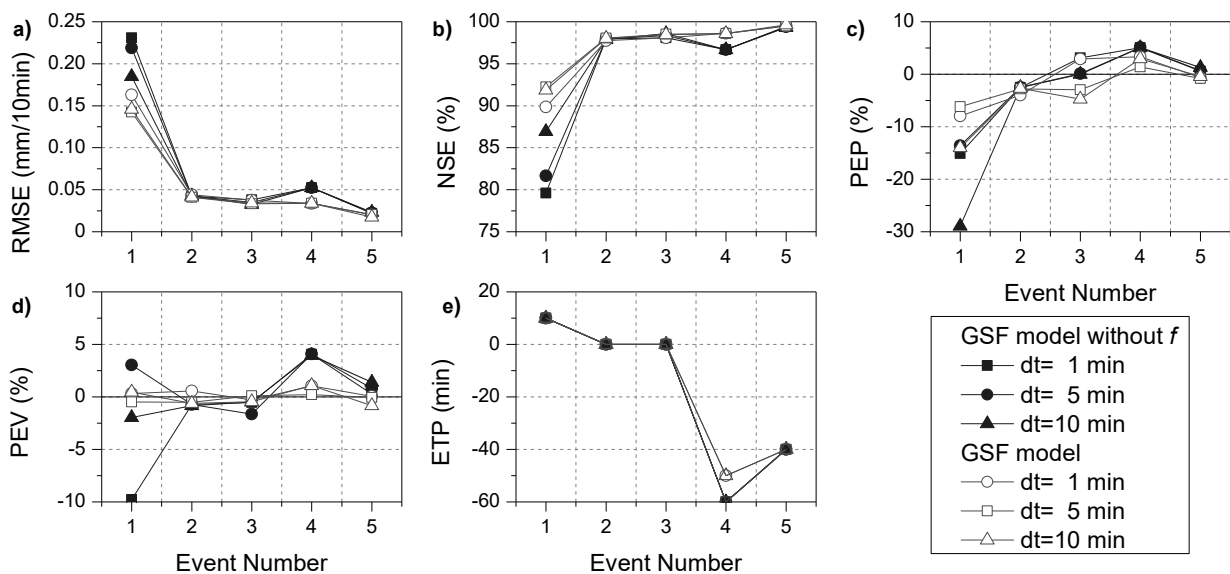 a)
RMSE (mm/10min)
0.25
0.20
0.15
0.10
0.05
0
1 2 3 4 5
b)
NSE (%)
100
95
90
85
80
75
1 2 3 4 5
c)
PEP (%)
10
0
-10
-20
-30
1 2 3 4 5
Event Number
d)
PEV (%)
10
5
0
-5
-10
1 2 3 4 5
Event Number
e)
ETP (min)
20
0
-20
-40
-60
1 2 3 4 5
Event Number
GSF model without f
dt= 1 min
dt= 5 min
dt=10 min
GSF model
dt= 1 min
dt= 5 min
dt=10 min